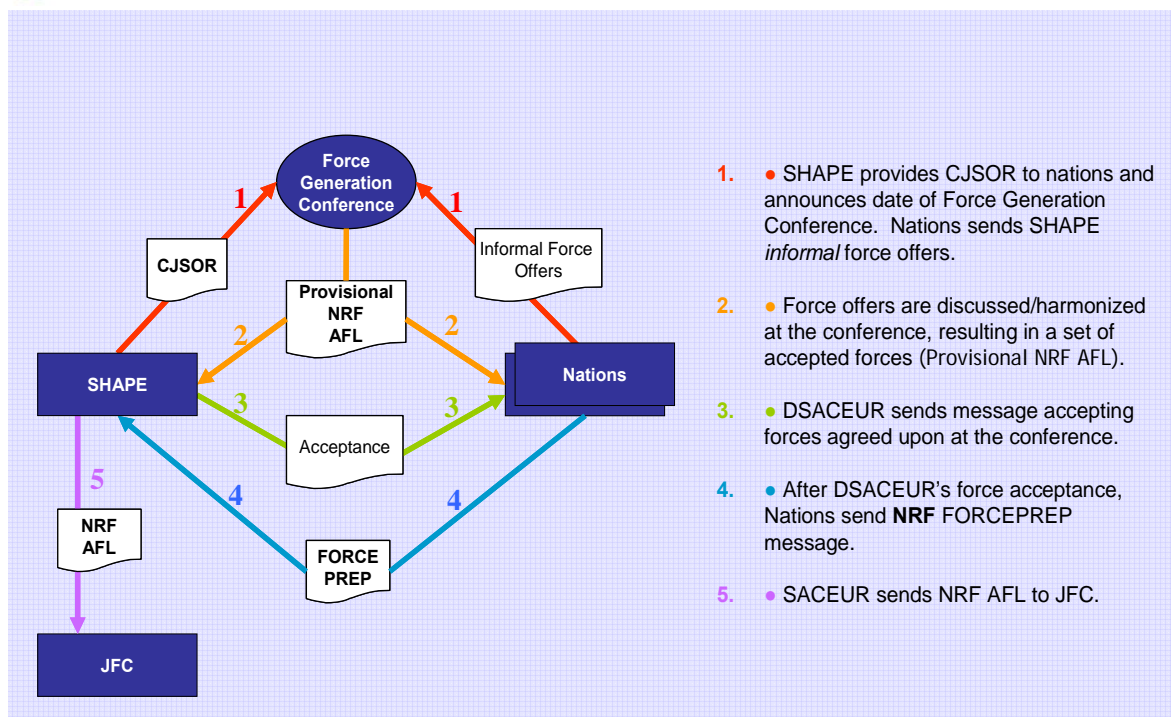 Force
Generation
Conference
1
1
CJSOR
Informal Force
Offers
Provisional
NRF
AFL
2
2
SHAPE
Nations
3
3
Acceptance
5
4
4
NRF
AFL
FORCE
PREP
JFC
1. ● SHAPE provides CJSOR to nations and
announces date of Force Generation
Conference. Nations sends SHAPE
informal force offers.
2. ● Force offers are discussed/harmonized
at the conference, resulting in a set of
accepted forces (Provisional NRF AFL).
3. ● DSACEUR sends message accepting
forces agreed upon at the conference.
4. ● After DSACEUR’s force acceptance,
Nations send NRF FORCEPREP
message.
5. ● SACEUR sends NRF AFL to JFC.